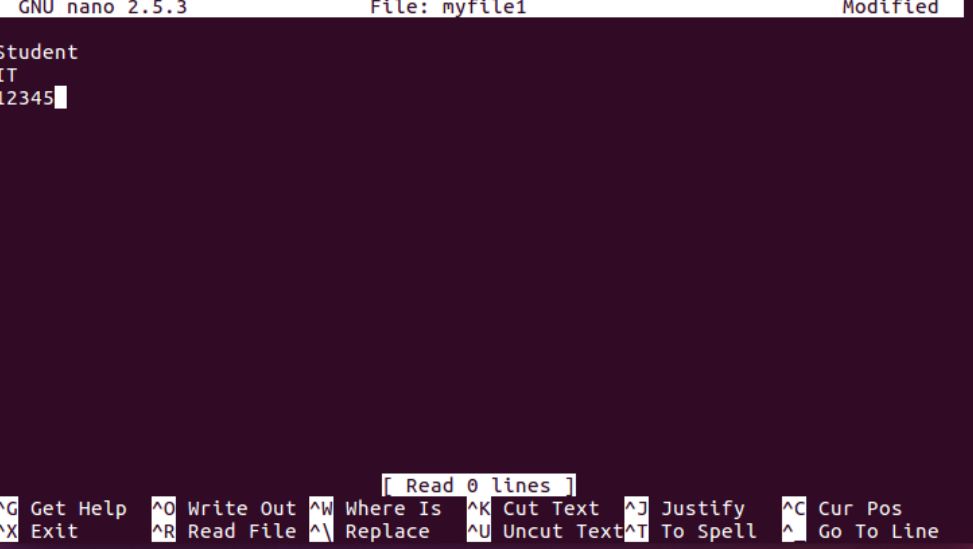 GNU nano 2.5.3 File: myfile1 Modified
Student
IT
12345
[ Read 0 lines ]
^G Get Help ^O Write Out ^W Where Is ^K Cut Text ^J Justify ^C Cur Pos
^X Exit ^R Read File ^\ Replace ^U Uncut Text ^T To Spell ^_ Go To Line